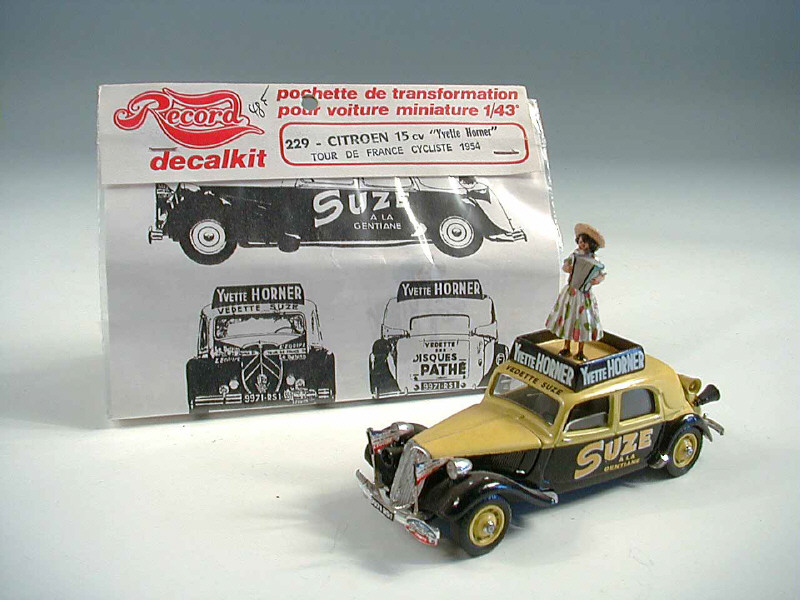 Record
decalkit
48F
pochette de transformation
pour voiture miniature 1/43e
229 - CITROEN 15 cv "Yvette Horner"
TOUR DE FRANCE CYCLISTE 1954
SUZE
A LA
GENTIANE
YVETTE HORNER
VEDETTE SUZE
L'EQUIPE
9971-RS1
YVETTE HORNER
VEDETTE
DES
DISQUES
PATHÉ
9971-RS1
YVETTE HORNER
YVETTE HORNER
VEDETTE SUZE
SUZE
A LA
GENTIANE